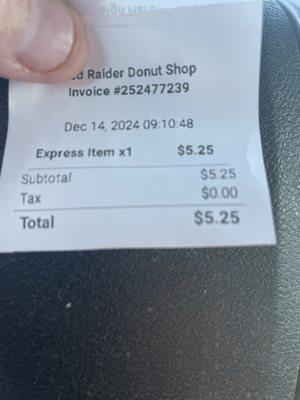 Raider Donut Shop
Invoice #252477239
Dec 14, 2024 09:10:48
Express Item x1 $5.25
Subtotal $5.25
Tax $0.00
Total $5.25